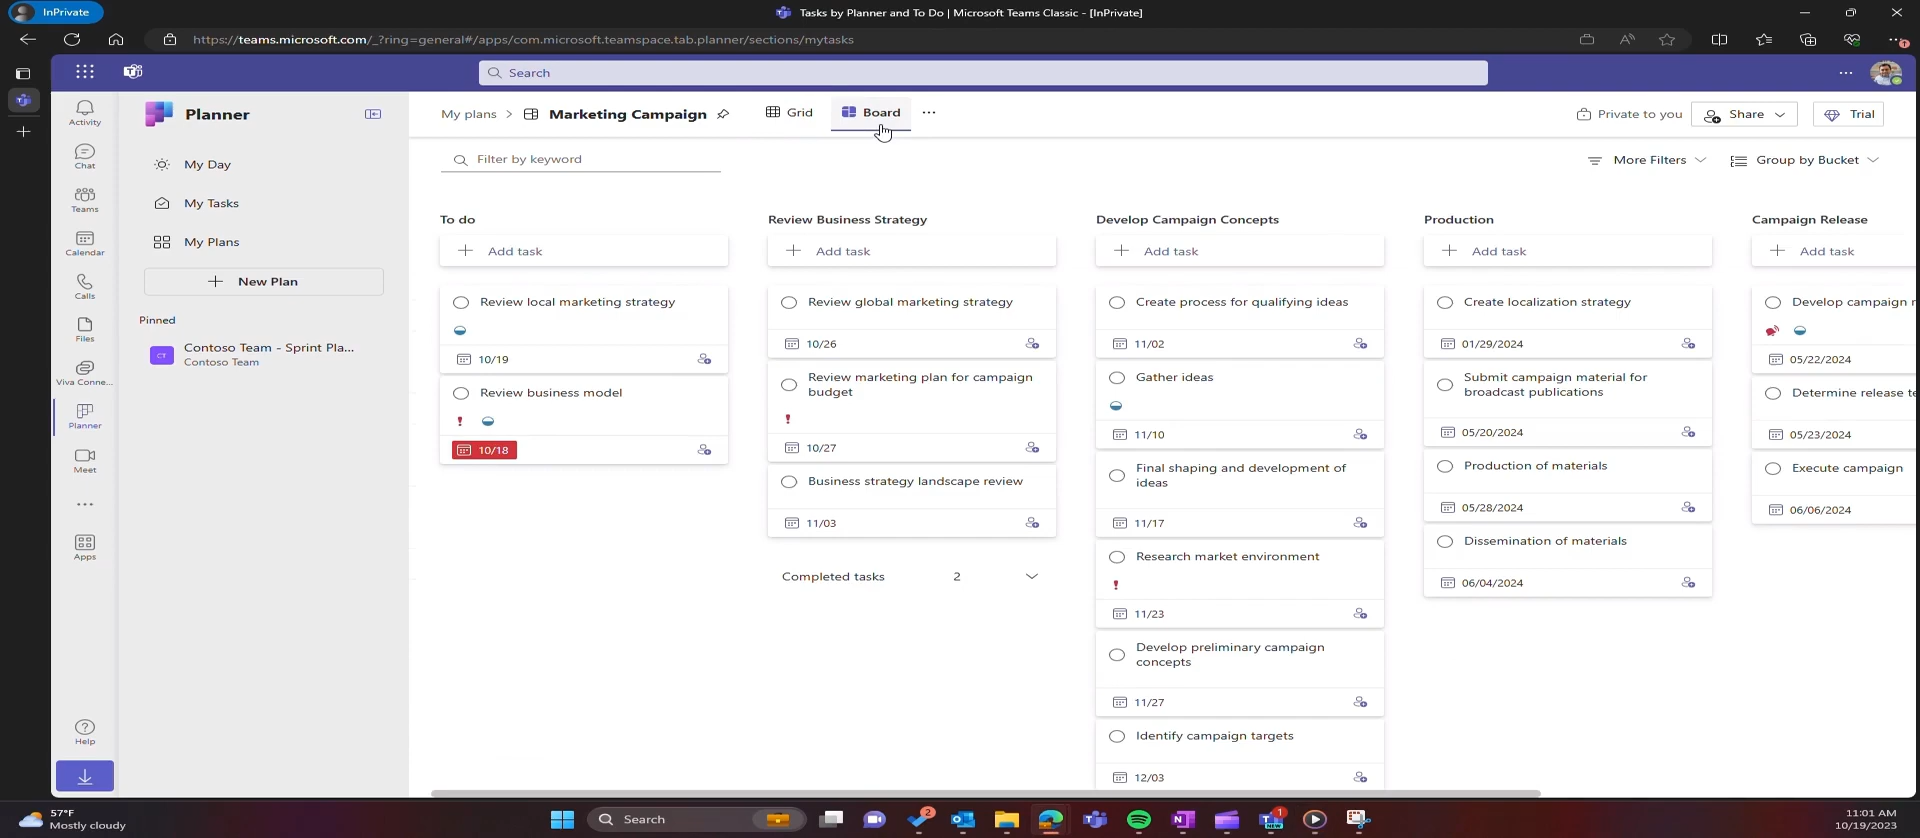 InPrivate
Tasks by Planner and To Do | Microsoft Teams Classic - [InPrivate]
https://teams.microsoft.com/_?ring=general#/apps/com.microsoft.teamspace.tab.planner/sections/mytasks
Search
Activity
Chat
Teams
Calendar
Calls
Files
Viva Conne...
Planner
Meet
Apps
Help
Planner
My Day
My Tasks
My Plans
New Plan
Pinned
CT
Contoso Team - Sprint Pla...
Contoso Team
My plans > Marketing Campaign
Grid
Board
Private to you
Share
Trial
Filter by keyword
More Filters
Group by Bucket
To do
Add task
Review local marketing strategy
10/19
Review business model
10/18
Review Business Strategy
Add task
Review global marketing strategy
10/26
Review marketing plan for campaign
budget
10/27
Business strategy landscape review
11/03
Completed tasks 2
Develop Campaign Concepts
Add task
Create process for qualifying ideas
11/02
Gather ideas
11/10
Final shaping and development of
ideas
11/17
Research market environment
11/23
Develop preliminary campaign
concepts
11/27
Identify campaign targets
12/03
Production
Add task
Create localization strategy
01/29/2024
Submit campaign material for
broadcast publications
05/20/2024
Production of materials
05/28/2024
Dissemination of materials
06/04/2024
Campaign Release
Add task
Develop campaign
05/22/2024
Determine release te
05/23/2024
Execute campaign
06/06/2024
57°F
Mostly cloudy
Search
2
NEW
1
11:01 AM
10/19/2023